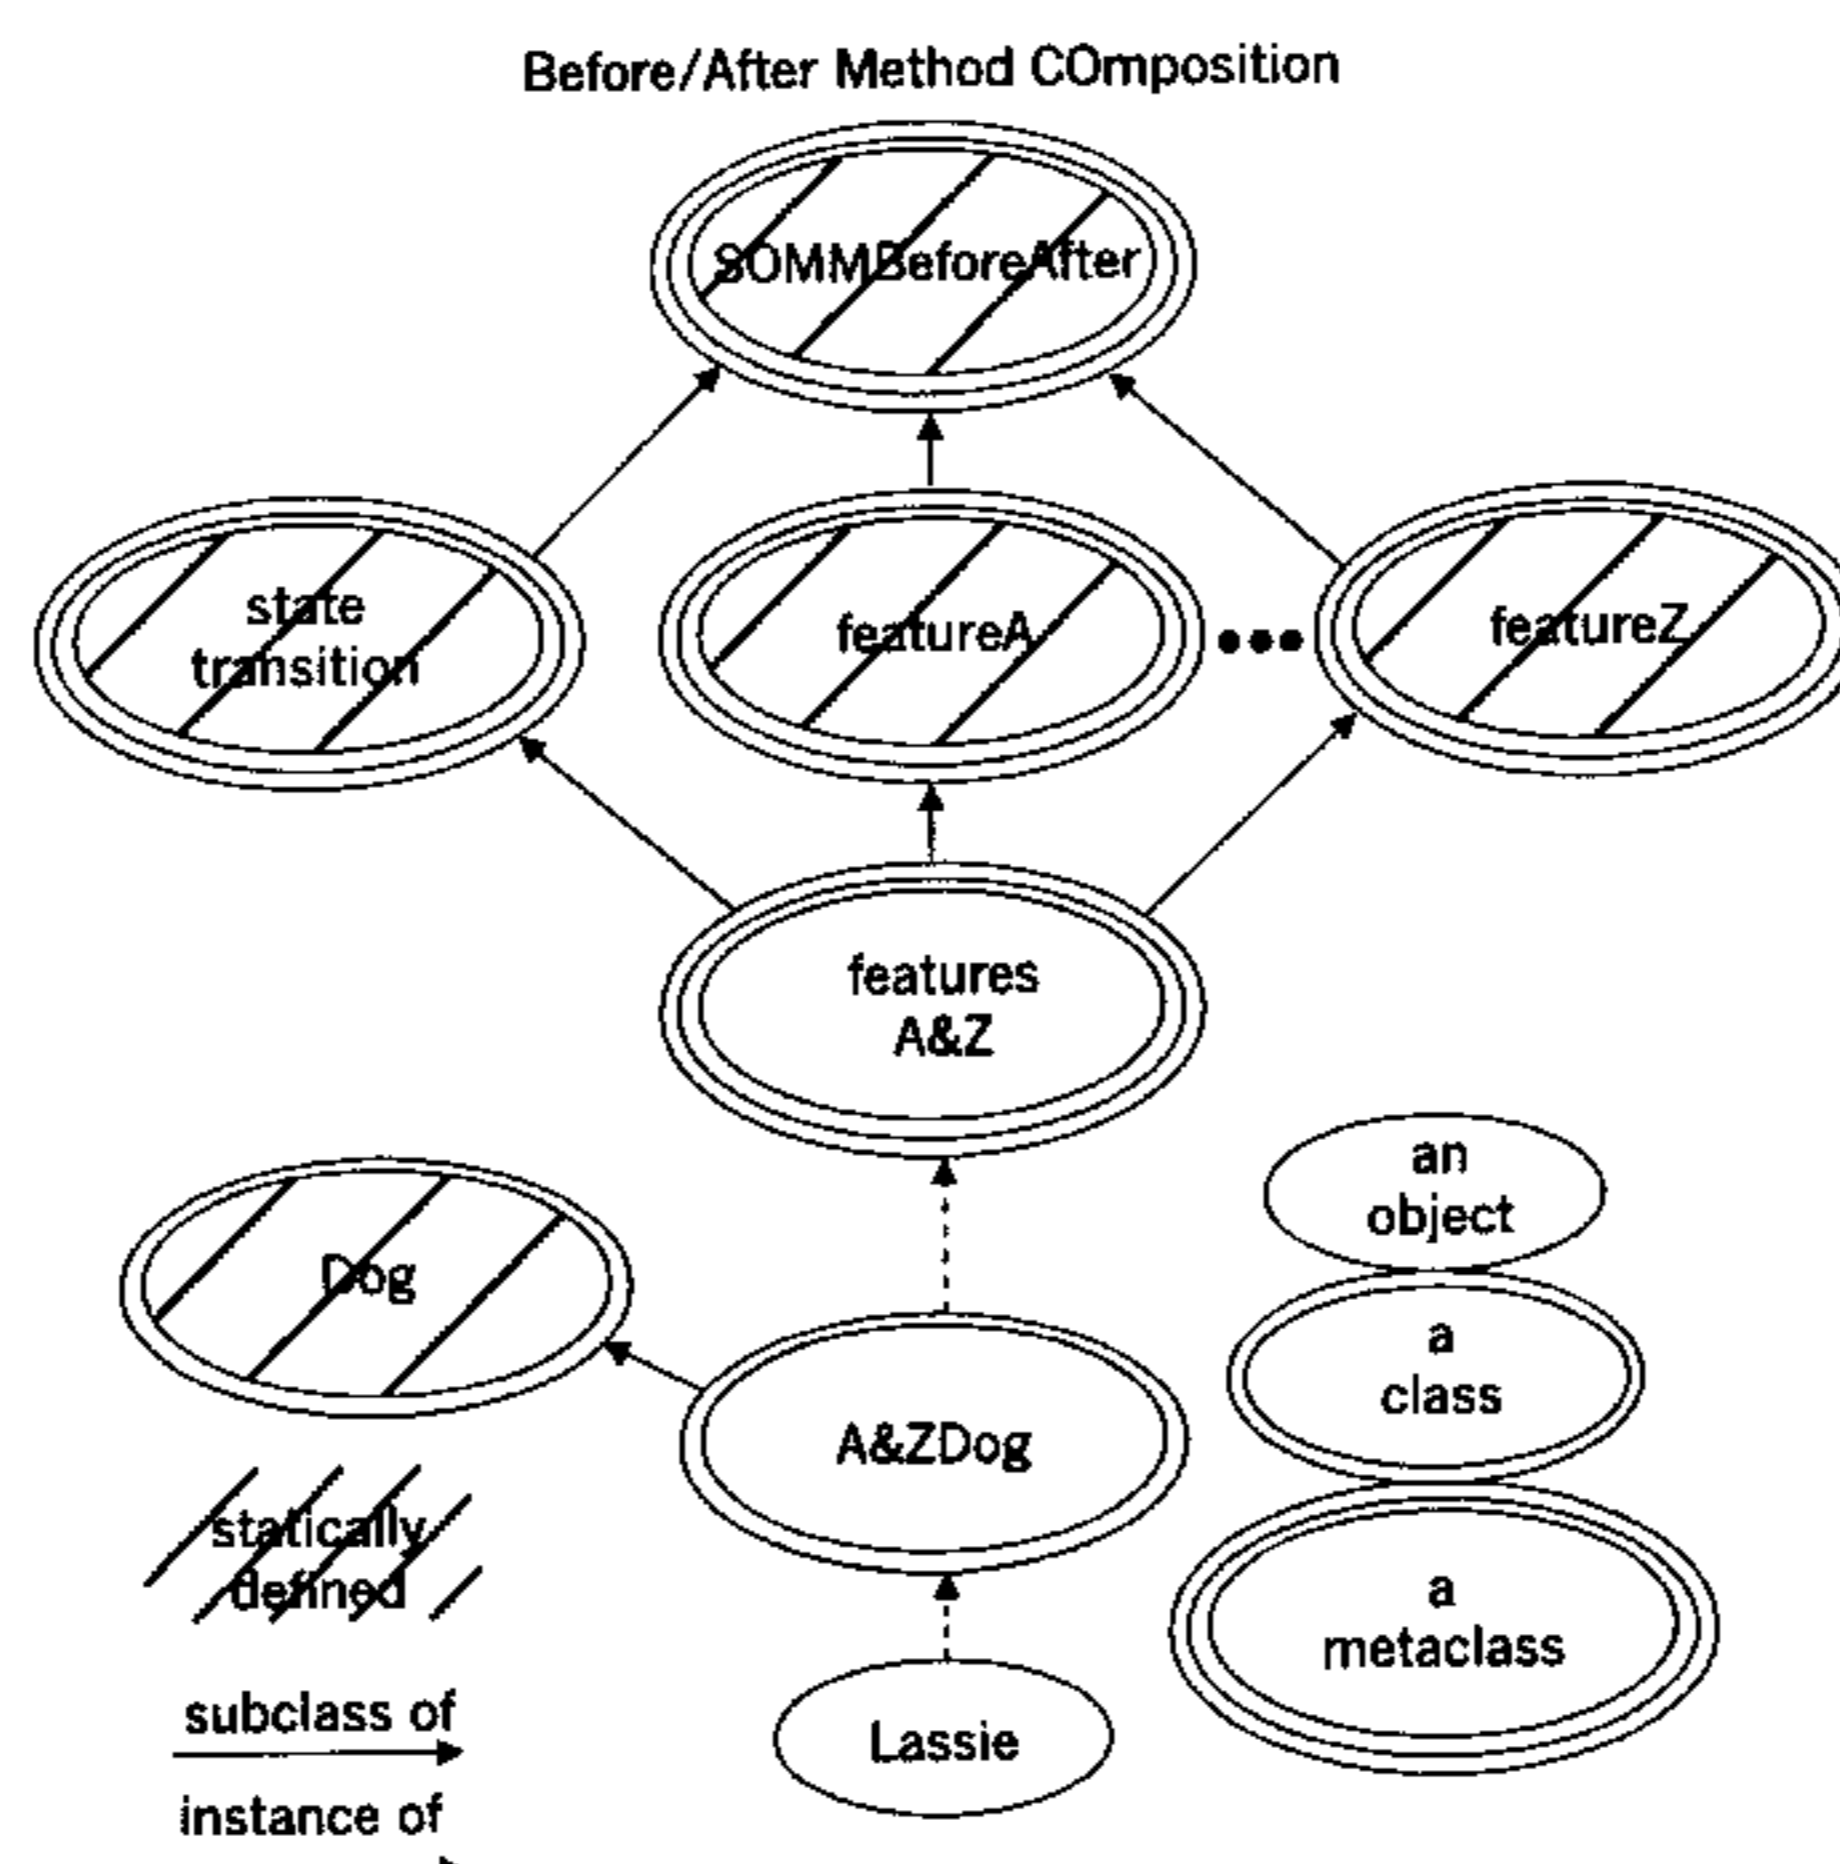 Before/After Method COmposition
SOMMBeforeAfter
state
transition
featureA
featureZ
features
A&Z
an
object
Dog
a
class
A&ZDog
statically
defined
a
metaclass
subclass of
Lassie
instance of